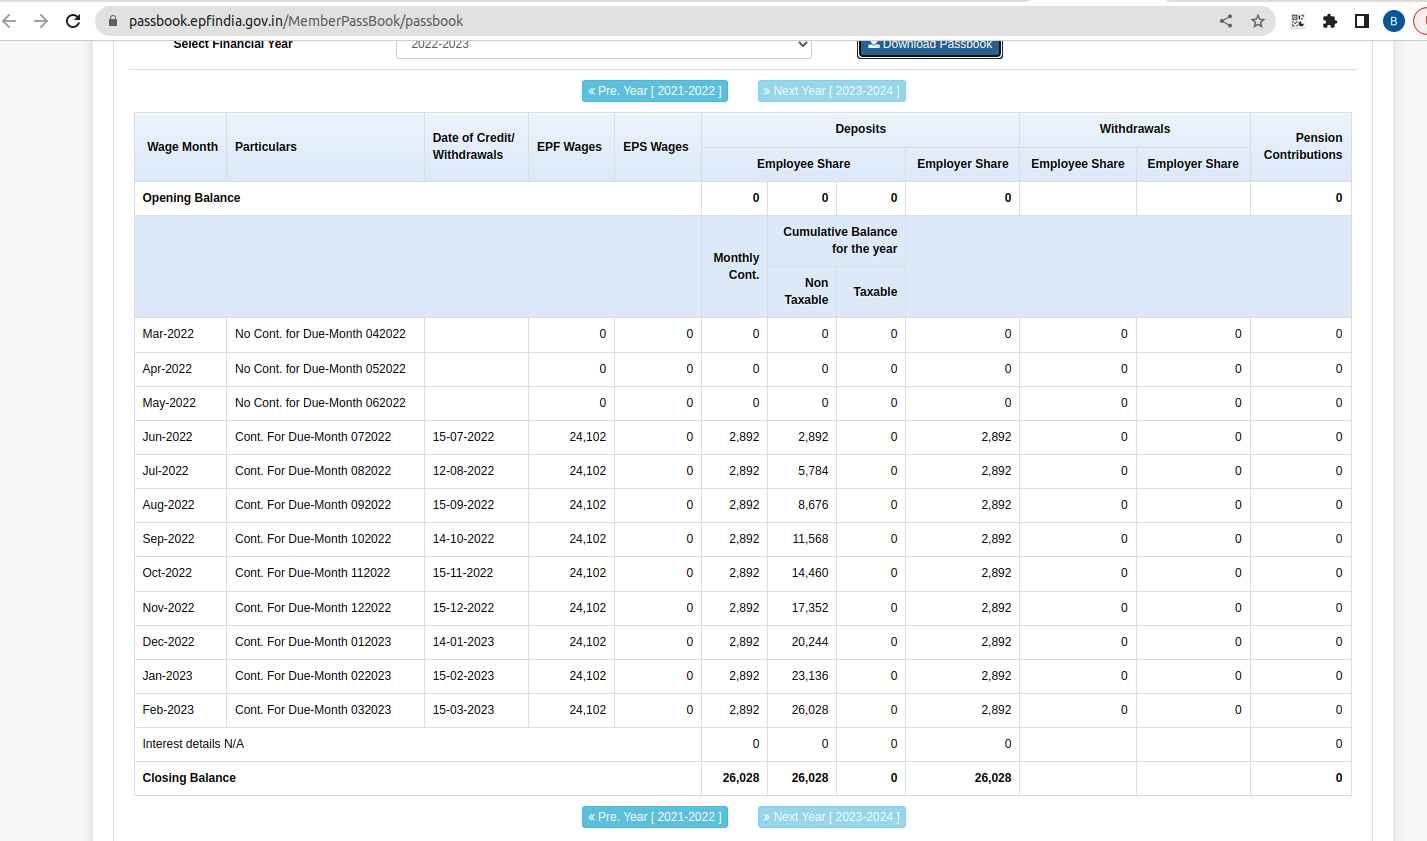 passbook.epfindia.gov.in/MemberPassBook/passbook
B
Select Financial Year 2022-2023 Download Passbook
« Pre. Year [ 2021-2022 ] » Next Year [ 2023-2024 ]
Wage Month Particulars Date of Credit/ Withdrawals EPF Wages EPS Wages Deposits Withdrawals Pension Contributions
Employee Share Employer Share Employee Share Employer Share
Opening Balance 0 0 0 0 0
Monthly Cont. Cumulative Balance for the year
Non Taxable Taxable
Mar-2022 No Cont. for Due-Month 042022 0 0 0 0 0 0 0 0 0
Apr-2022 No Cont. for Due-Month 052022 0 0 0 0 0 0 0 0 0
May-2022 No Cont. for Due-Month 062022 0 0 0 0 0 0 0 0 0
Jun-2022 Cont. For Due-Month 072022 15-07-2022 24,102 0 2,892 2,892 0 2,892 0 0 0
Jul-2022 Cont. For Due-Month 082022 12-08-2022 24,102 0 2,892 5,784 0 2,892 0 0 0
Aug-2022 Cont. For Due-Month 092022 15-09-2022 24,102 0 2,892 8,676 0 2,892 0 0 0
Sep-2022 Cont. For Due-Month 102022 14-10-2022 24,102 0 2,892 11,568 0 2,892 0 0 0
Oct-2022 Cont. For Due-Month 112022 15-11-2022 24,102 0 2,892 14,460 0 2,892 0 0 0
Nov-2022 Cont. For Due-Month 122022 15-12-2022 24,102 0 2,892 17,352 0 2,892 0 0 0
Dec-2022 Cont. For Due-Month 012023 14-01-2023 24,102 0 2,892 20,244 0 2,892 0 0 0
Jan-2023 Cont. For Due-Month 022023 15-02-2023 24,102 0 2,892 23,136 0 2,892 0 0 0
Feb-2023 Cont. For Due-Month 032023 15-03-2023 24,102 0 2,892 26,028 0 2,892 0 0 0
Interest details N/A 0 0 0 0 0
Closing Balance 26,028 26,028 0 26,028 0
« Pre. Year [ 2021-2022 ] » Next Year [ 2023-2024 ]